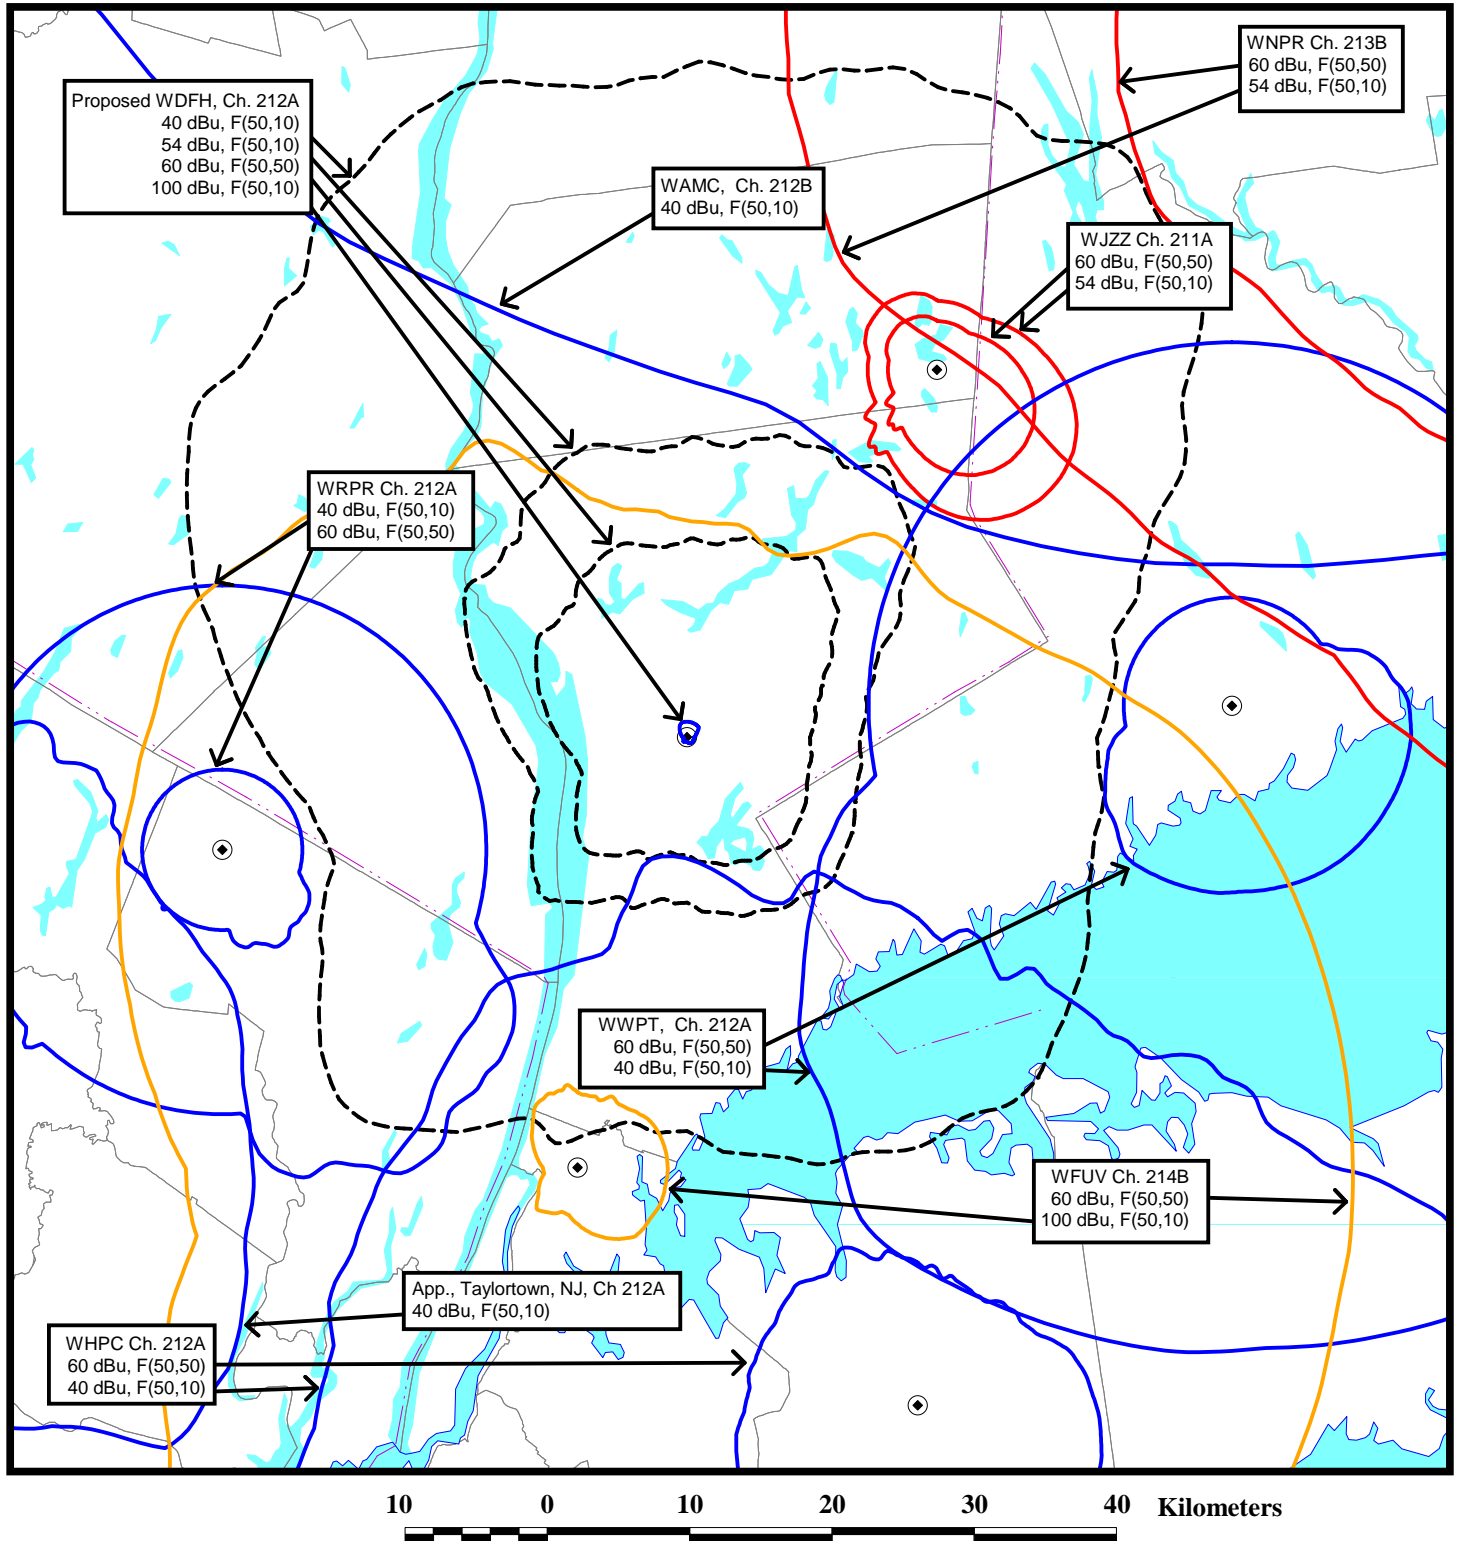 WNPR Ch. 213B
60 dBu, F(50,50)
54 dBu, F(50,10)
Proposed WDFH, Ch. 212A
40 dBu, F(50,10)
54 dBu, F(50,10)
60 dBu, F(50,50)
100 dBu, F(50,10)
WAMC, Ch. 212B
40 dBu, F(50,10)
WJZZ Ch. 211A
60 dBu, F(50,50)
54 dBu, F(50,10)
WRPR Ch. 212A
40 dBu, F(50,10)
60 dBu, F(50,50)
WWPT, Ch. 212A
60 dBu, F(50,50)
40 dBu, F(50,10)
WFUV Ch. 214B
60 dBu, F(50,50)
100 dBu, F(50,10)
App., Taylortown, NJ, Ch 212A
40 dBu, F(50,10)
WHPC Ch. 212A
60 dBu, F(50,50)
40 dBu, F(50,10)
10 0 10 20 30 40 Kilometers